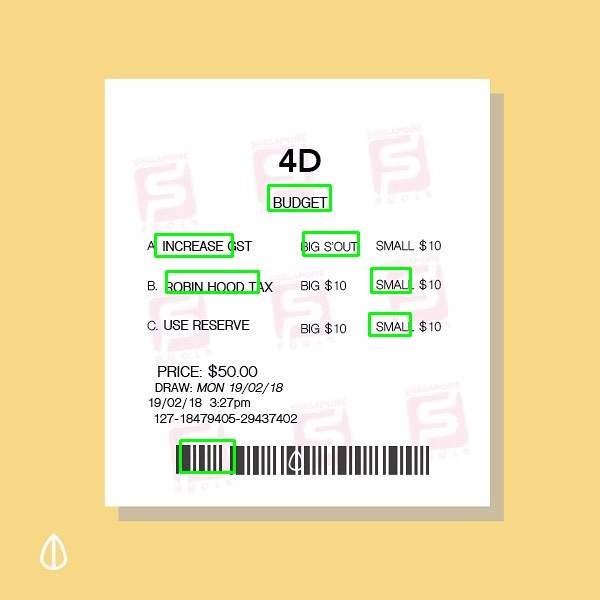 4D
BUDGET
A. INCREASE GST BIG S'OUT SMALL $10
B. ROBIN HOOD TAX BIG $10 SMALL $10
C. USE RESERVE BIG $10 SMALL $10
PRICE: $50.00
DRAW: MON 19/02/18
19/02/18 3:27pm
127-18479405-29437402
SINGAPORE
POOLS